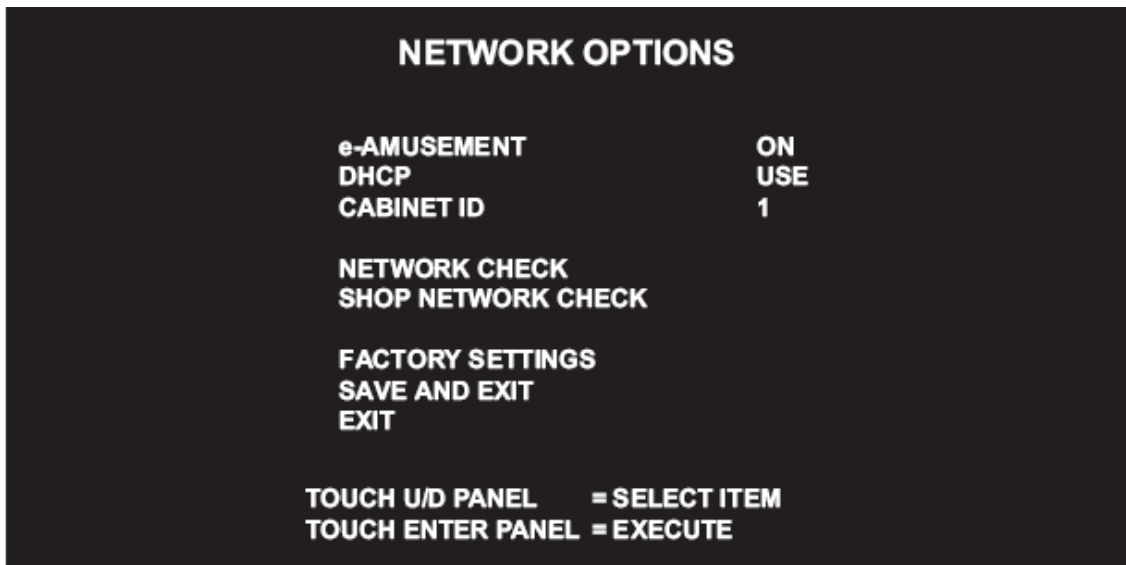 NETWORK OPTIONS
e-AMUSEMENT ON
DHCP USE
CABINET ID 1
NETWORK CHECK
SHOP NETWORK CHECK
FACTORY SETTINGS
SAVE AND EXIT
EXIT
TOUCH U/D PANEL = SELECT ITEM
TOUCH ENTER PANEL = EXECUTE